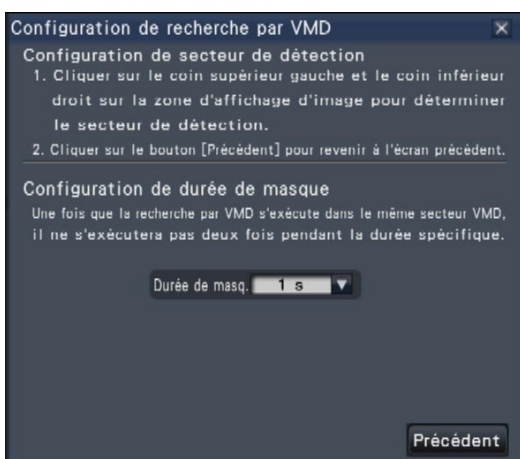 Configuration de recherche par VMD
Configuration de secteur de détection
1. Cliquer sur le coin supérieur gauche et le coin inférieur
droit sur la zone d'affichage d'image pour déterminer
le secteur de détection.
2. Cliquer sur le bouton [Précédent] pour revenir à l'écran précédent.
Configuration de durée de masque
Une fois que la recherche par VMD s'exécute dans le même secteur VMD,
il ne s'exécutera pas deux fois pendant la durée spécifique.
Durée de masq. 1 s
Précédent